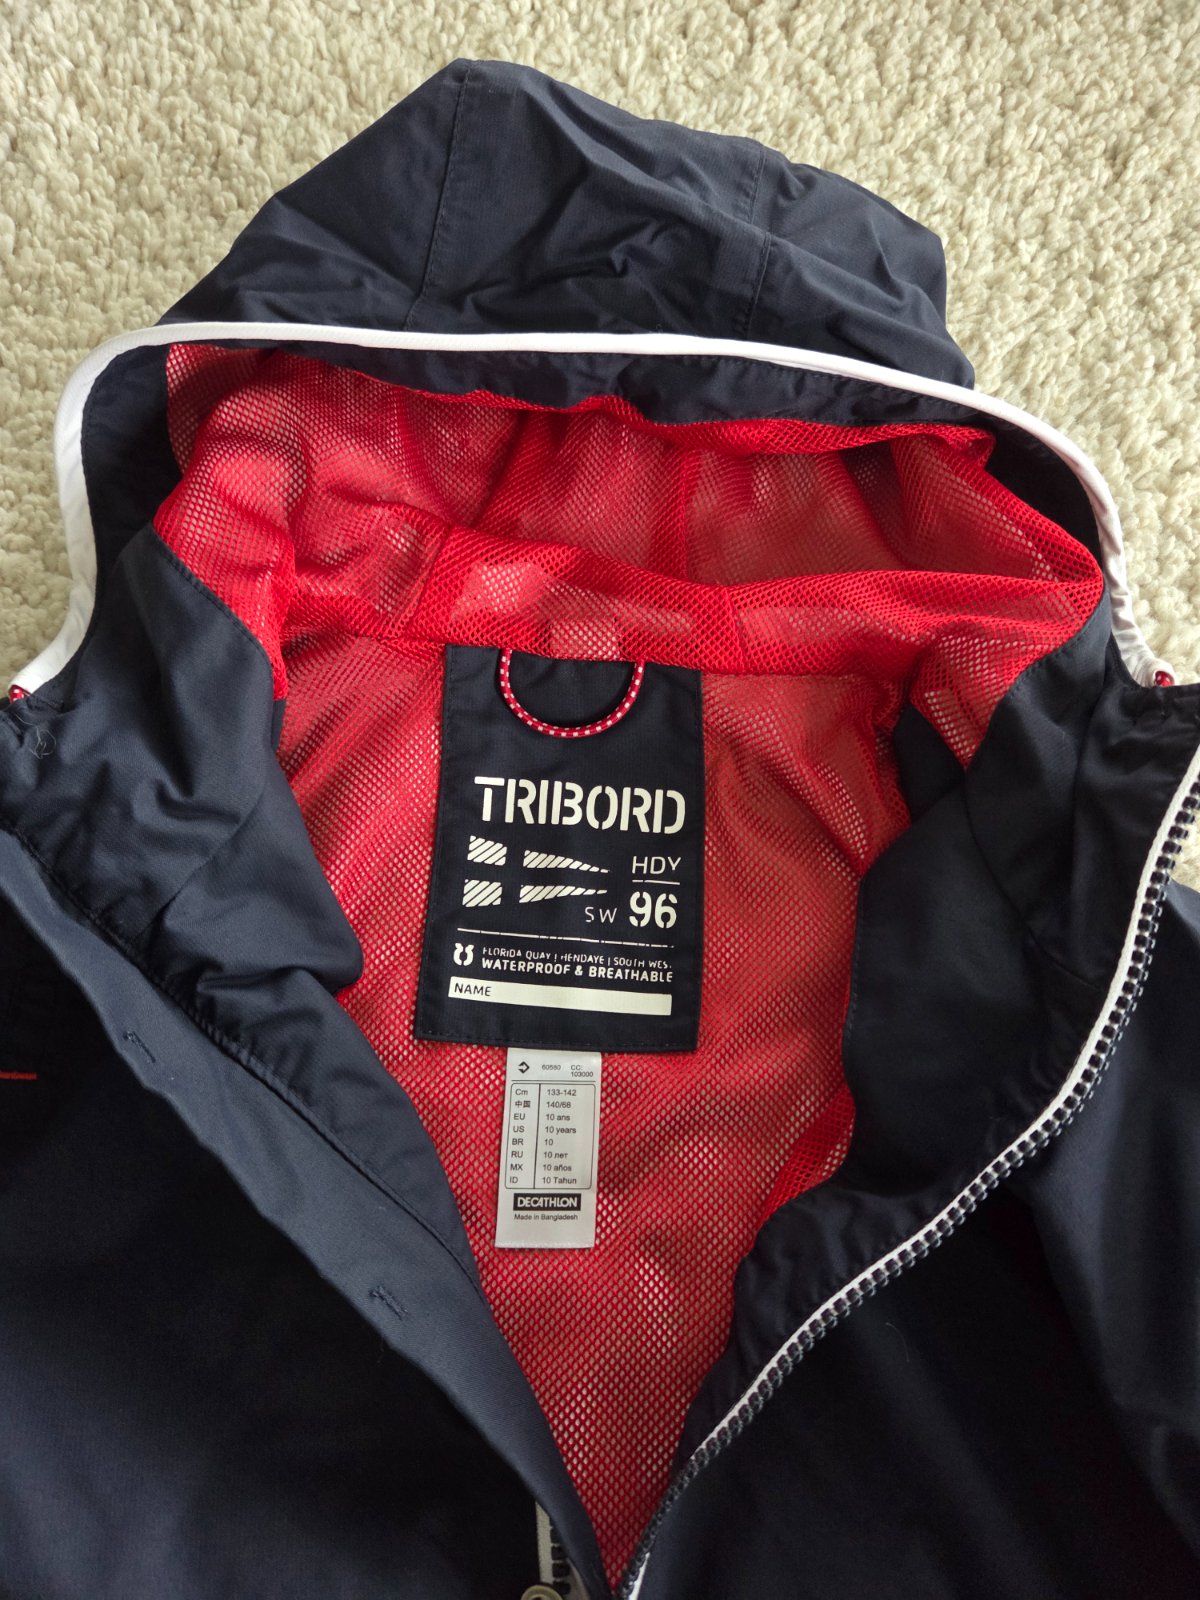 TRIBORD
HDY
SW 96
FLORIDA QUAY | HENDAYE | SOUTH WEST
WATERPROOF & BREATHABLE
NAME
60680 CC: 103000
Cm 133-142
中国 140/68
EU 10 ans
US 10 years
BR 10
RU 10 лет
MX 10 años
ID 10 Tahun
DECATHLON
Made in Bangladesh